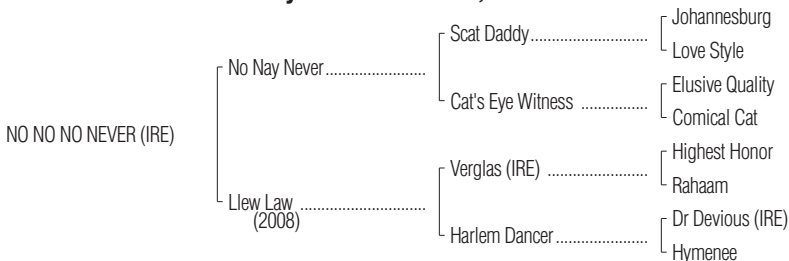 Johannesburg
Scat Daddy
Love Style
No Nay Never
Elusive Quality
Cat's Eye Witness
Comical Cat
NO NO NO NEVER (IRE)
Highest Honor
Verglas (IRE)
Rahaam
Llew Law
(2008)
Dr Devious (IRE)
Harlem Dancer
Hymenee